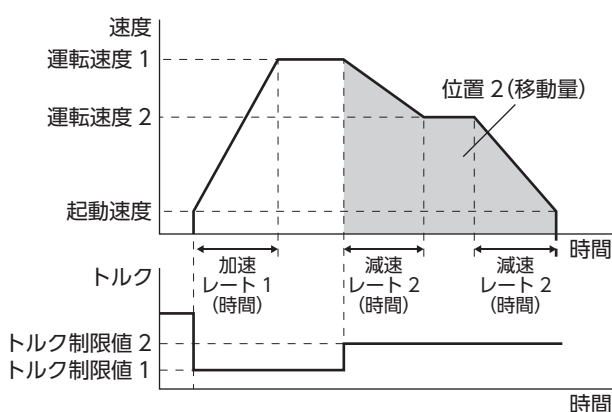 速度
運転速度 1
運転速度 2
位置 2（移動量）
起動速度
時間
加速
レート 1
（時間）
減速
レート 2
（時間）
減速
レート 2
（時間）
トルク
トルク制限値 2
トルク制限値 1
時間